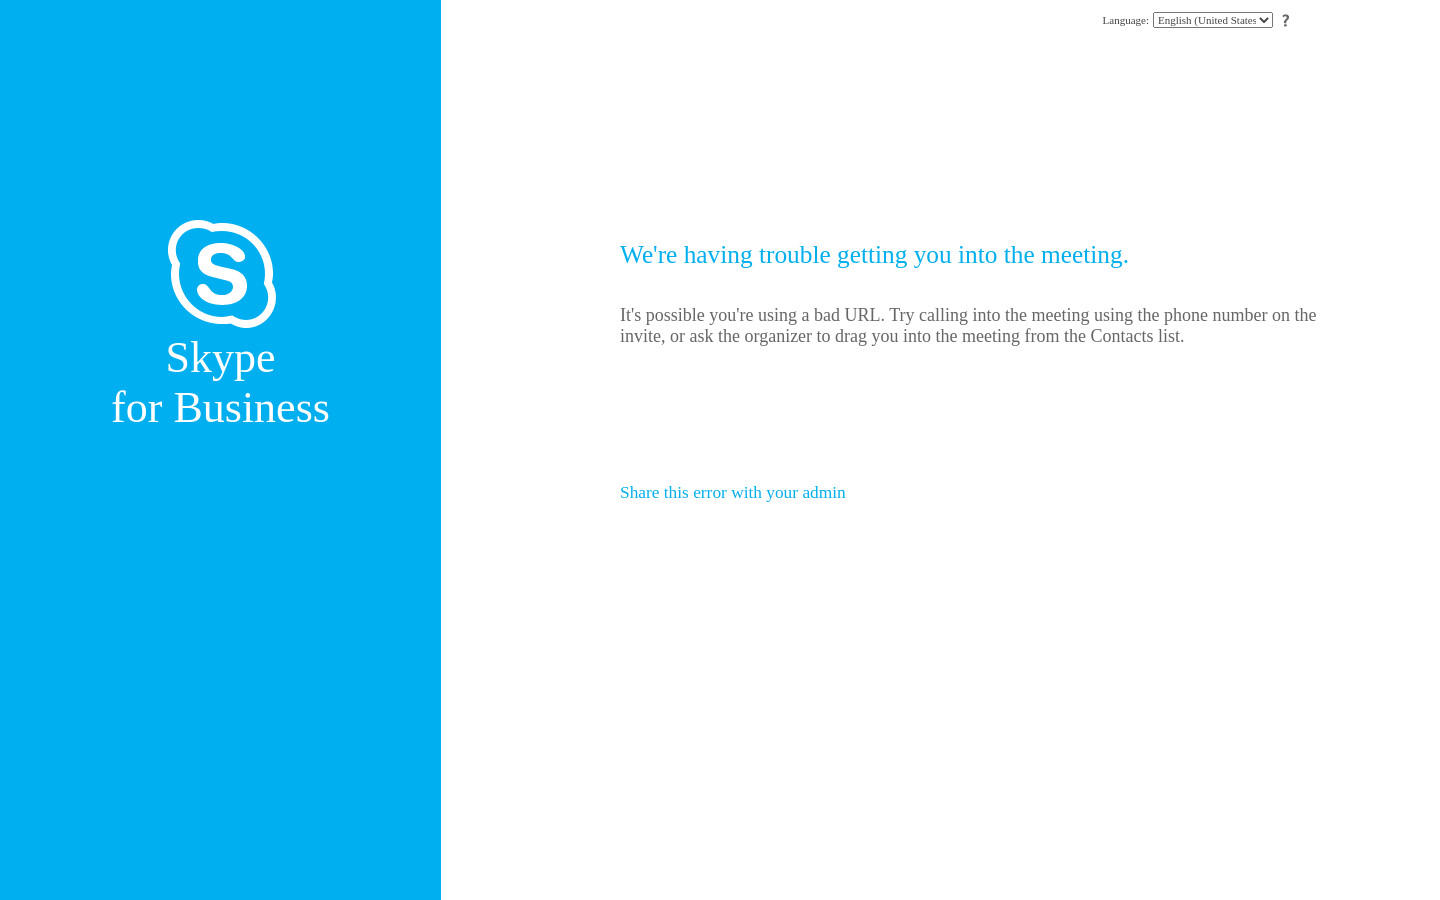 Language: English (United States
?
Skype
for Business
We're having trouble getting you into the meeting.
It's possible you're using a bad URL. Try calling into the meeting using the phone number on the
invite, or ask the organizer to drag you into the meeting from the Contacts list.
Share this error with your admin